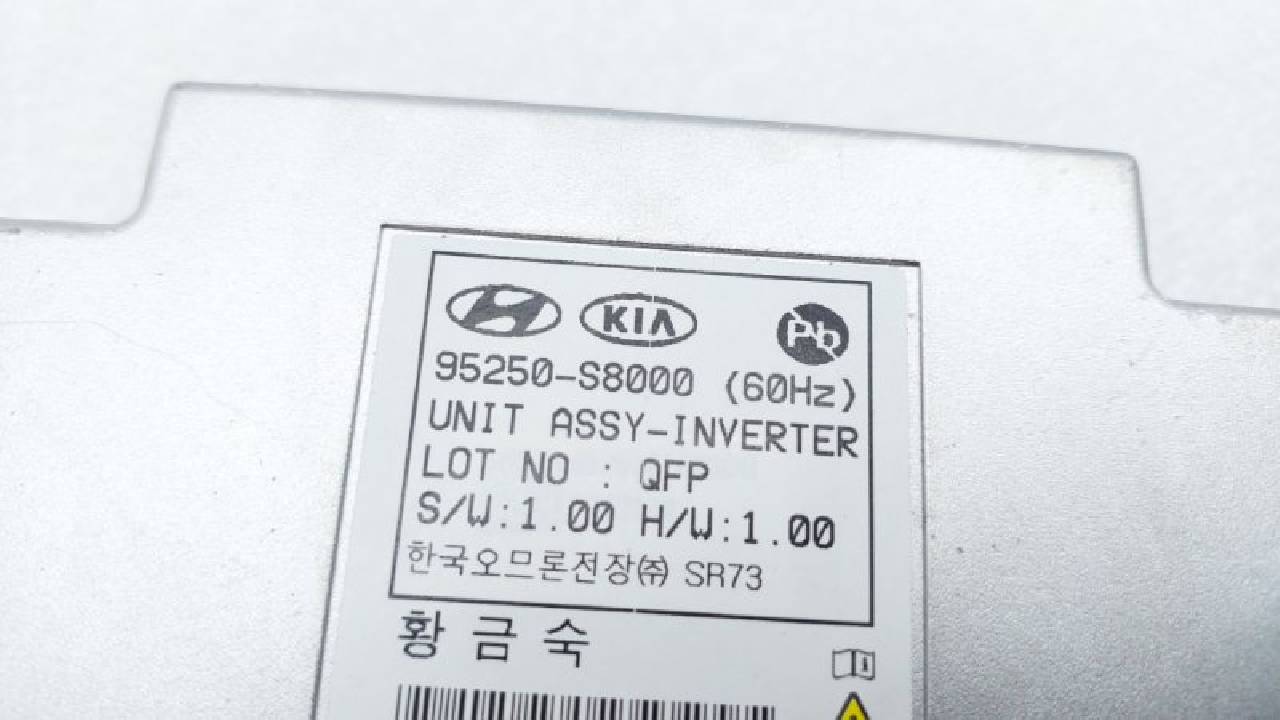 KIA Pb
95250-S8000 (60Hz)
UNIT ASSY-INVERTER
LOT NO : QFP
S/W:1.00 H/W:1.00
한국오므론전장㈜ SR73
황금숙